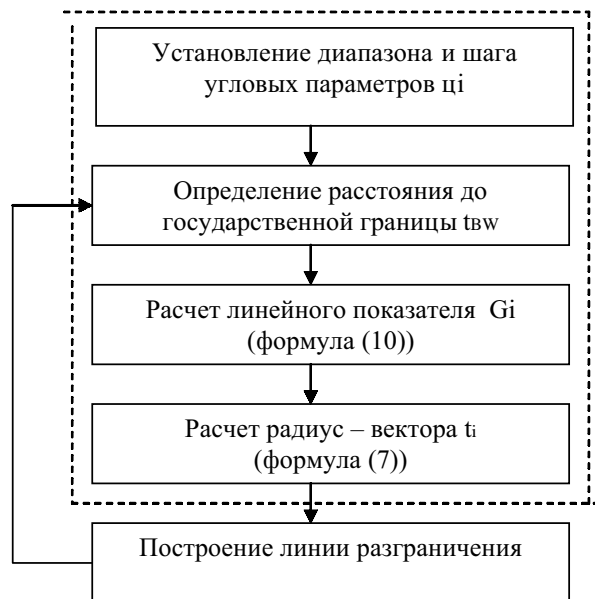 Установление диапазона и шага
угловых параметров цi
Определение расстояния до
государственной границы tBW
Расчет линейного показателя Gi
(формула (10))
Расчет радиус – вектора ti
(формула (7))
Построение линии разграничения